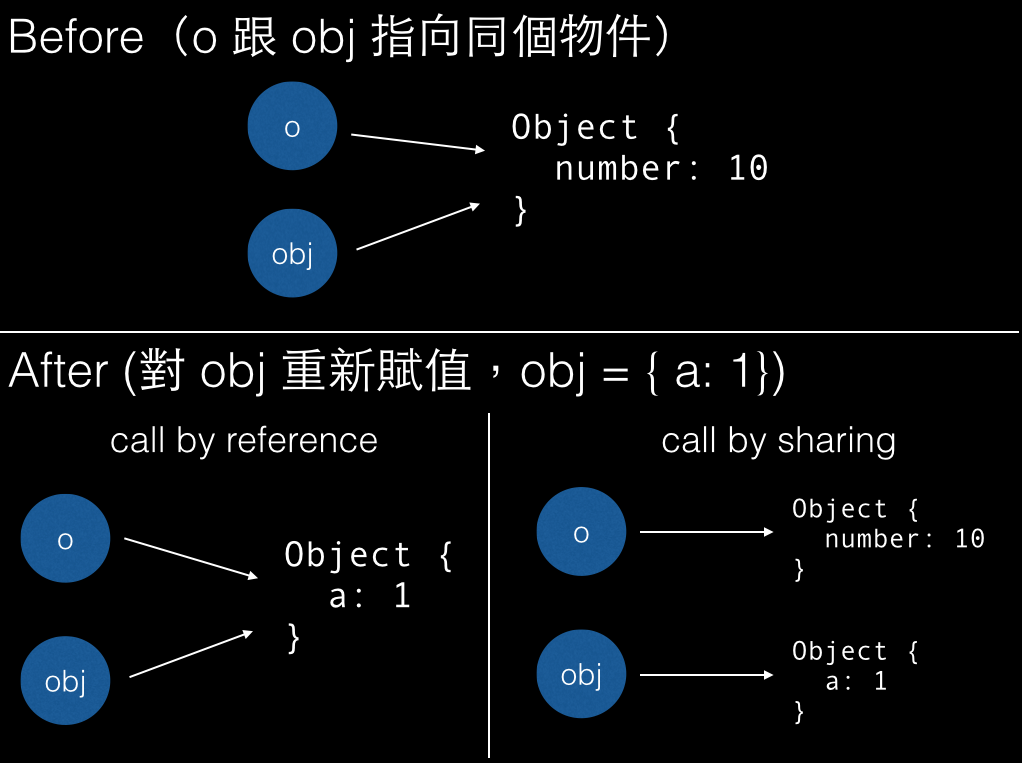 Before（o 跟 obj 指向同個物件）
o
Object {
number: 10
}
obj
After (對 obj 重新賦值，obj = { a: 1})
call by reference
o
Object {
a: 1
}
obj
call by sharing
o
Object {
number: 10
}
obj
Object {
a: 1
}